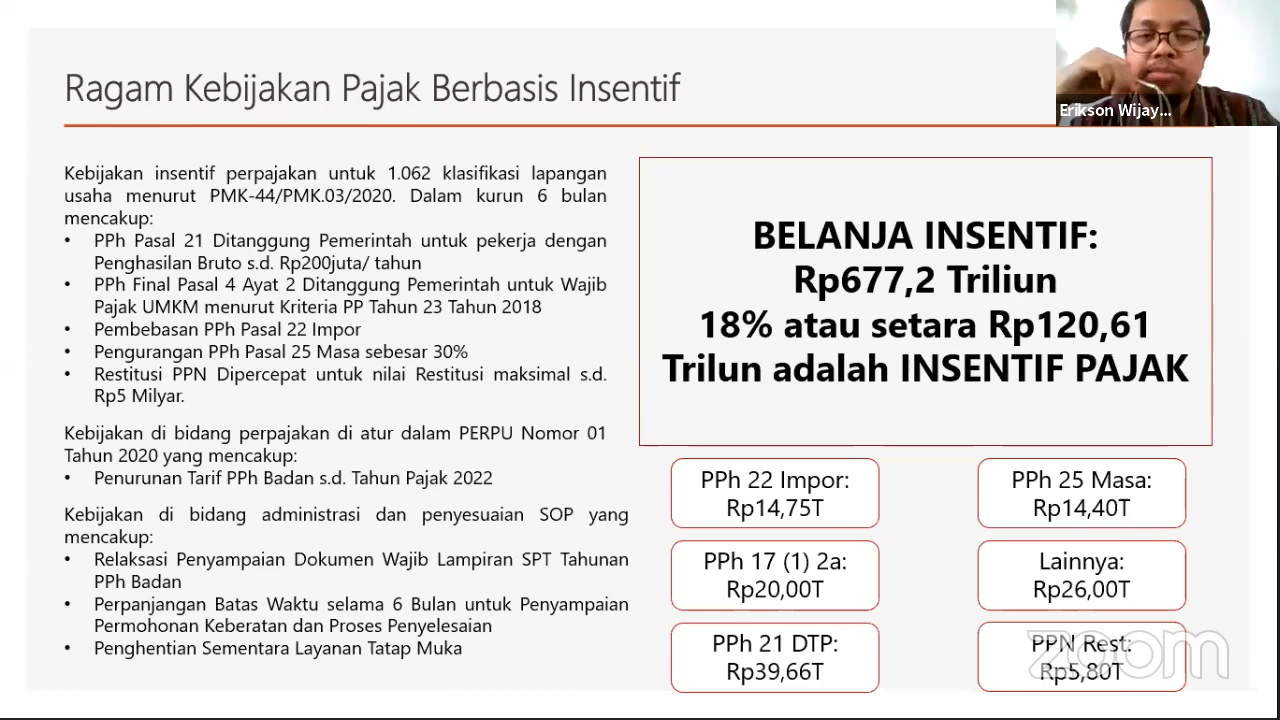 Ragam Kebijakan Pajak Berbasis Insentif
Erikson Wijay...
Kebijakan insentif perpajakan untuk 1.062 klasifikasi lapangan
usaha menurut PMK-44/PMK.03/2020. Dalam kurun 6 bulan
mencakup:
• PPh Pasal 21 Ditanggung Pemerintah untuk pekerja dengan
Penghasilan Bruto s.d. Rp200juta/ tahun
• PPh Final Pasal 4 Ayat 2 Ditanggung Pemerintah untuk Wajib
Pajak UMKM menurut Kriteria PP Tahun 23 Tahun 2018
• Pembebasan PPh Pasal 22 Impor
• Pengurangan PPh Pasal 25 Masa sebesar 30%
• Restitusi PPN Dipercepat untuk nilai Restitusi maksimal s.d.
Rp5 Milyar.
Kebijakan di bidang perpajakan di atur dalam PERPU Nomor 01
Tahun 2020 yang mencakup:
• Penurunan Tarif PPh Badan s.d. Tahun Pajak 2022
Kebijakan di bidang administrasi dan penyesuaian SOP yang
mencakup:
• Relaksasi Penyampaian Dokumen Wajib Lampiran SPT Tahunan
PPh Badan
• Perpanjangan Batas Waktu selama 6 Bulan untuk Penyampaian
Permohonan Keberatan dan Proses Penyelesaian
• Penghentian Sementara Layanan Tatap Muka
BELANJA INSENTIF:
Rp677,2 Triliun
18% atau setara Rp120,61
Trilun adalah INSENTIF PAJAK
PPh 22 Impor:
Rp14,75T
PPh 25 Masa:
Rp14,40T
PPh 17 (1) 2a:
Rp20,00T
Lainnya:
Rp26,00T
PPh 21 DTP:
Rp39,66T
PPN Rest:
Rp5,80T
zoom